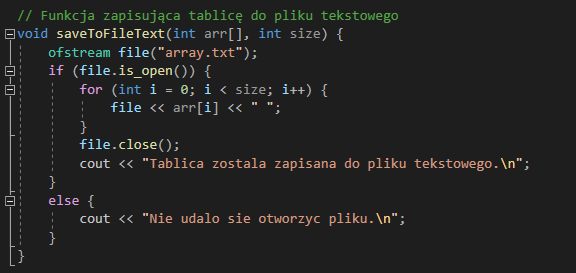 // Funkcja zapisująca tablicę do pliku tekstowego
void saveToFileText(int arr[], int size) {
    ofstream file("array.txt");
    if (file.is_open()) {
        for (int i = 0; i < size; i++) {
            file << arr[i] << " ";
        }
        file.close();
        cout << "Tablica zostala zapisana do pliku tekstowego.\n";
    }
    else {
        cout << "Nie udalo sie otworzyc pliku.\n";
    }
}